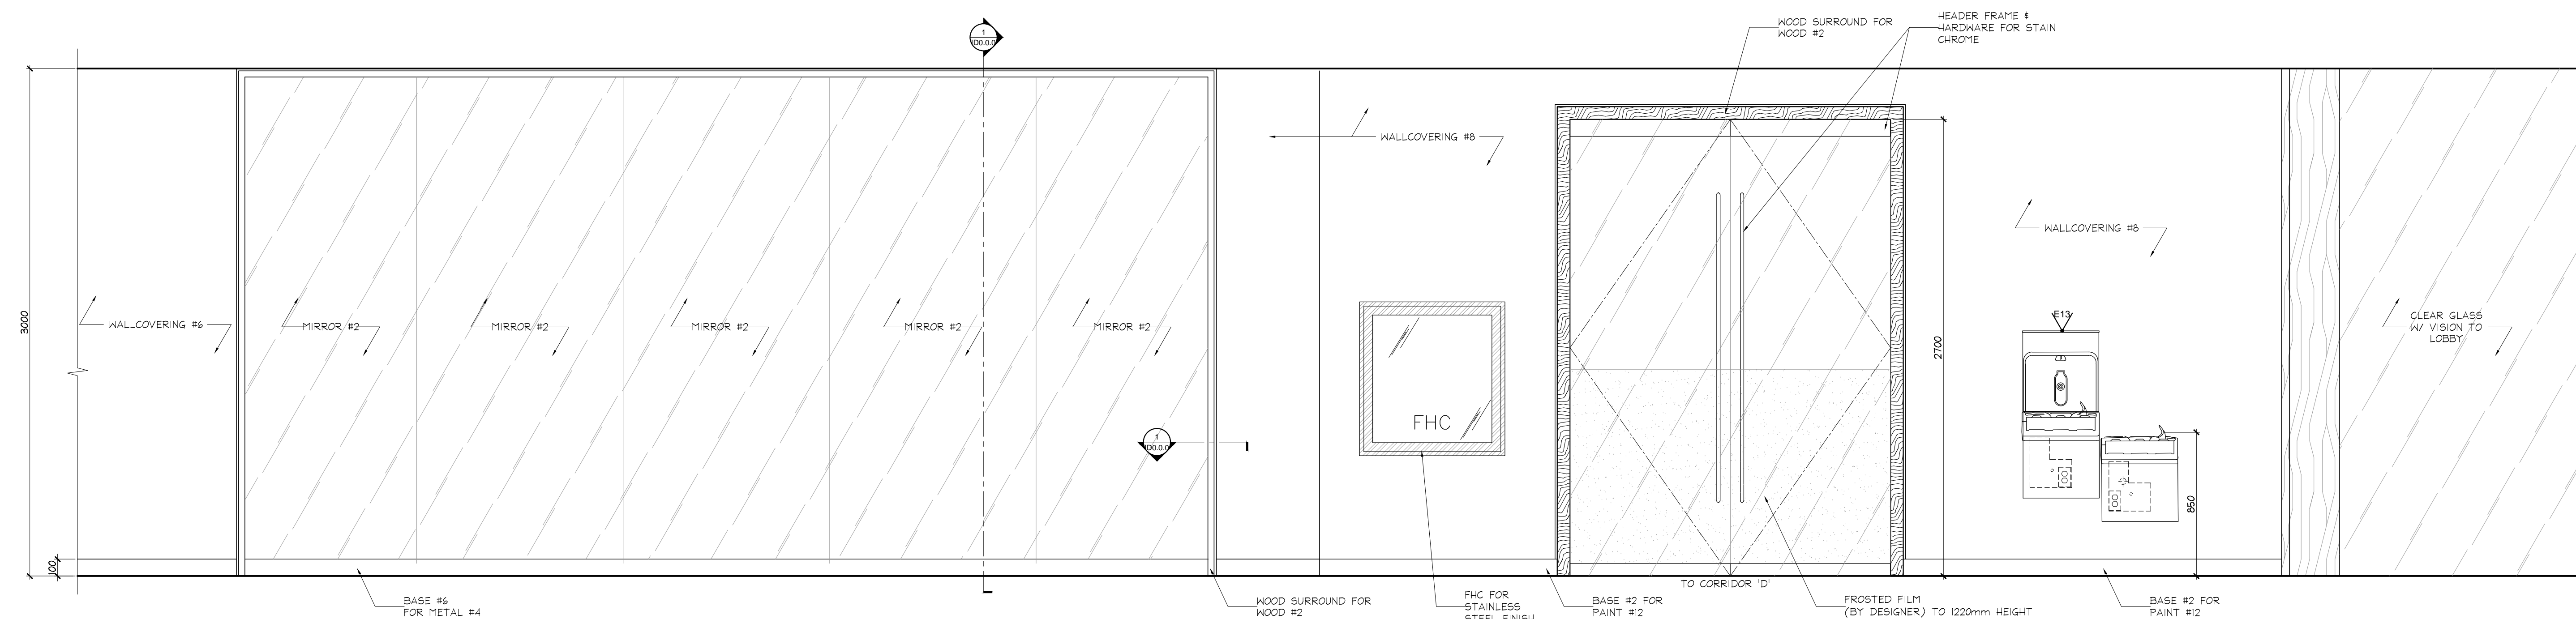 HEADER FRAME &
HARDWARE FOR STAIN
CHROME
WOOD SURROUND FOR
WOOD #2
1
ID0.0.0
WALLCOVERING #8
WALLCOVERING #8
3000
WALLCOVERING #6
MIRROR #2
MIRROR #2
MIRROR #2
MIRROR #2
MIRROR #2
2700
E13
CLEAR GLASS
W/ VISION TO
LOBBY
FHC
1
ID0.0.0
850
100
TO CORRIDOR 'D'
BASE #6
FOR METAL #4
WOOD SURROUND FOR
WOOD #2
FHC FOR
STAINLESS
STEEL FINISH
BASE #2 FOR
PAINT #12
FROSTED FILM
(BY DESIGNER) TO 1220mm HEIGHT
BASE #2 FOR
PAINT #12